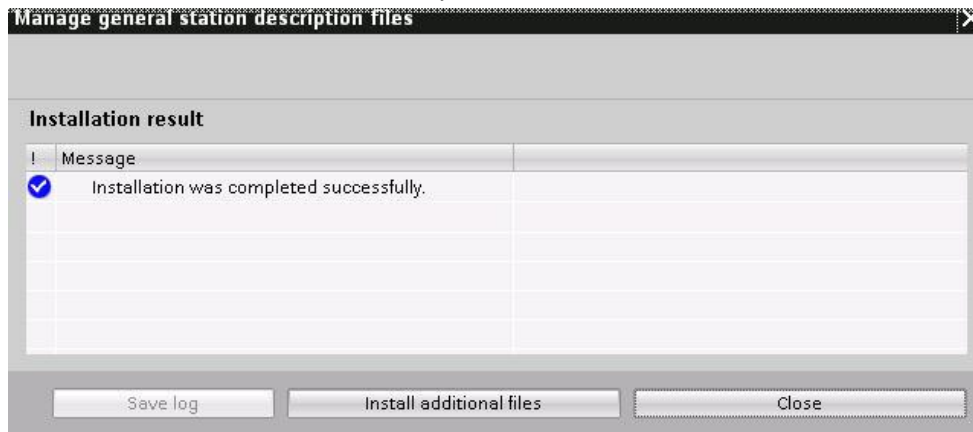 Manage general station description files
Installation result
! Message
Installation was completed successfully.
Save log Install additional files Close